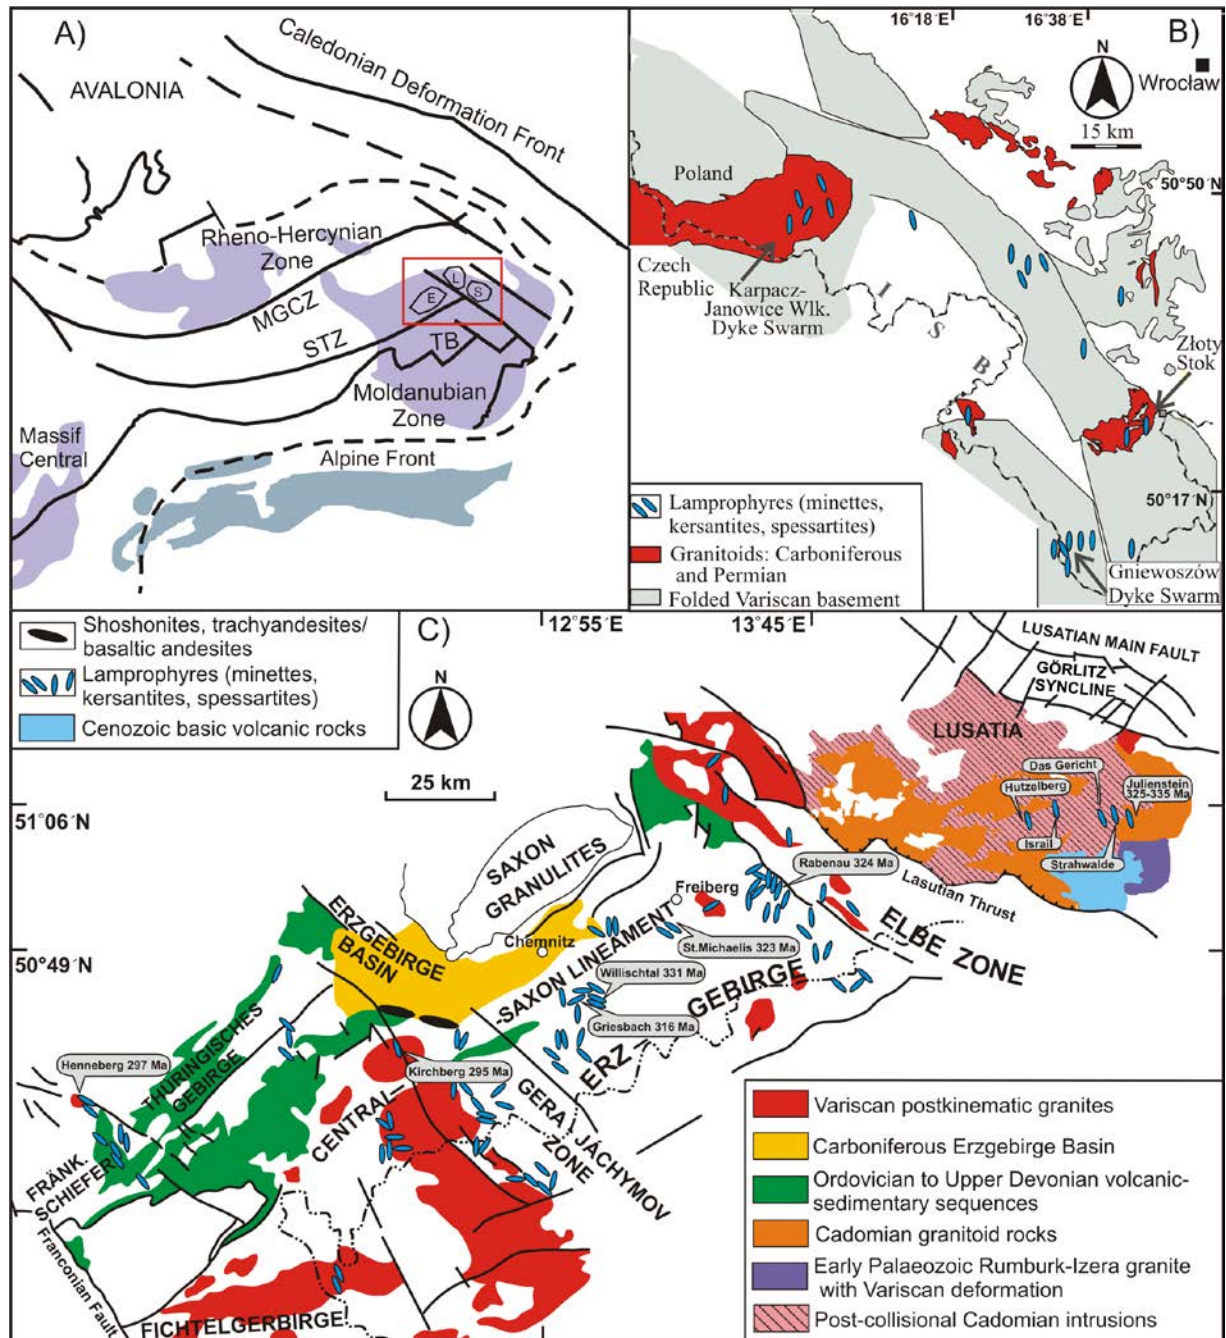 A)
AVALONIA
Caledonian Deformation Front
Rheno-Hercynian
Zone
MGCZ
STZ
L
E
S
TB
Moldanubian
Zone
Massif
Central
Alpine Front
16°18´E
16°38´E
B)
N
Wrocław
15 km
50°50´N
Poland
Czech
Republic
Karpacz-
Janowice Wlk.
Dyke Swarm
I
S
B
Złoty
Stok
50°17´N
Gniewoszów
Dyke Swarm
Lamprophyres (minettes,
kersantites, spessartites)
Granitoids: Carboniferous
and Permian
Folded Variscan basement
Shoshonites, trachyandesites/
basaltic andesites
Lamprophyres (minettes,
kersantites, spessartites)
Cenozoic basic volcanic rocks
C)
N
25 km
12°55´E
13°45´E
51°06´N
50°49´N
LUSATIAN MAIN FAULT
GÖRLITZ
SYNCLINE
LUSATIA
Das Gericht
Hutzelberg
Julienstein
325-335 Ma
Israil
Strahwalde
Rabenau 324 Ma
Lasutian Thrust
SAXON
GRANULITES
Freiberg
ERZGEBIRGE
BASIN
Chemnitz
-SAXON LINEAMENT
St.Michaelis 323 Ma
ELBE ZONE
Willischtal 331 Ma
Griesbach 316 Ma
ERZ-
GEBIRGE
THÜRINGISCHES
GEBIRGE
Henneberg 297 Ma
Kirchberg 295 Ma
CENTRAL-
GERA
JÁCHYMOV
ZONE
FRÄNK.
SCHIEFER
Franconian Fault
FICHTELGERBIRGE
Variscan postkinematic granites
Carboniferous Erzgebirge Basin
Ordovician to Upper Devonian volcanic-
sedimentary sequences
Cadomian granitoid rocks
Early Palaeozoic Rumburk-Izera granite
with Variscan deformation
Post-collisional Cadomian intrusions